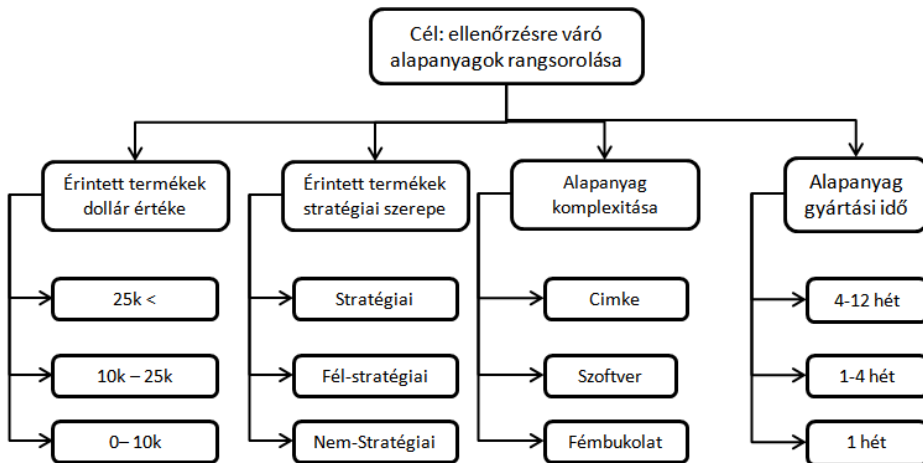 Cél: ellenőrzésre váró
alapanyagok rangsorolása
Érintett termékek
dollár értéke
Érintett termékek
stratégiai szerepe
Alapanyag
komplexitása
Alapanyag
gyártási idő
25k <
Stratégiai
Cimke
4-12 hét
10k – 25k
Fél-stratégiai
Szoftver
1-4 hét
0– 10k
Nem-Stratégiai
Fémbukolat
1 hét